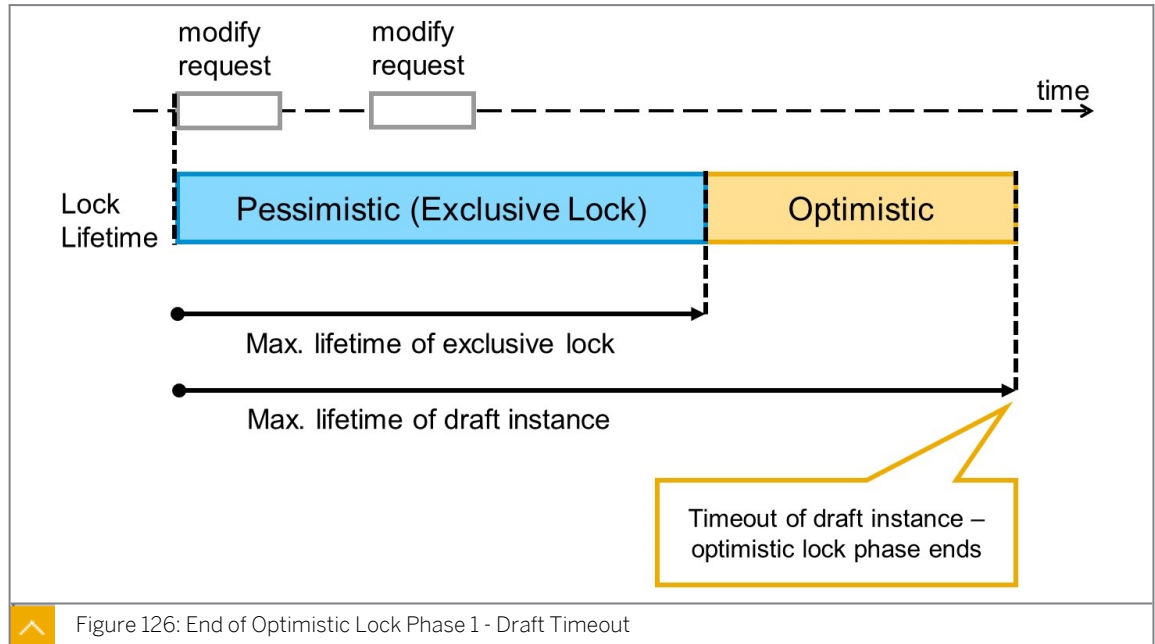 modify
request
modify
request
time
Lock
Lifetime
Pessimistic (Exclusive Lock)
Optimistic
Max. lifetime of exclusive lock
Max. lifetime of draft instance
Timeout of draft instance –
optimistic lock phase ends
Figure 126: End of Optimistic Lock Phase 1 - Draft Timeout